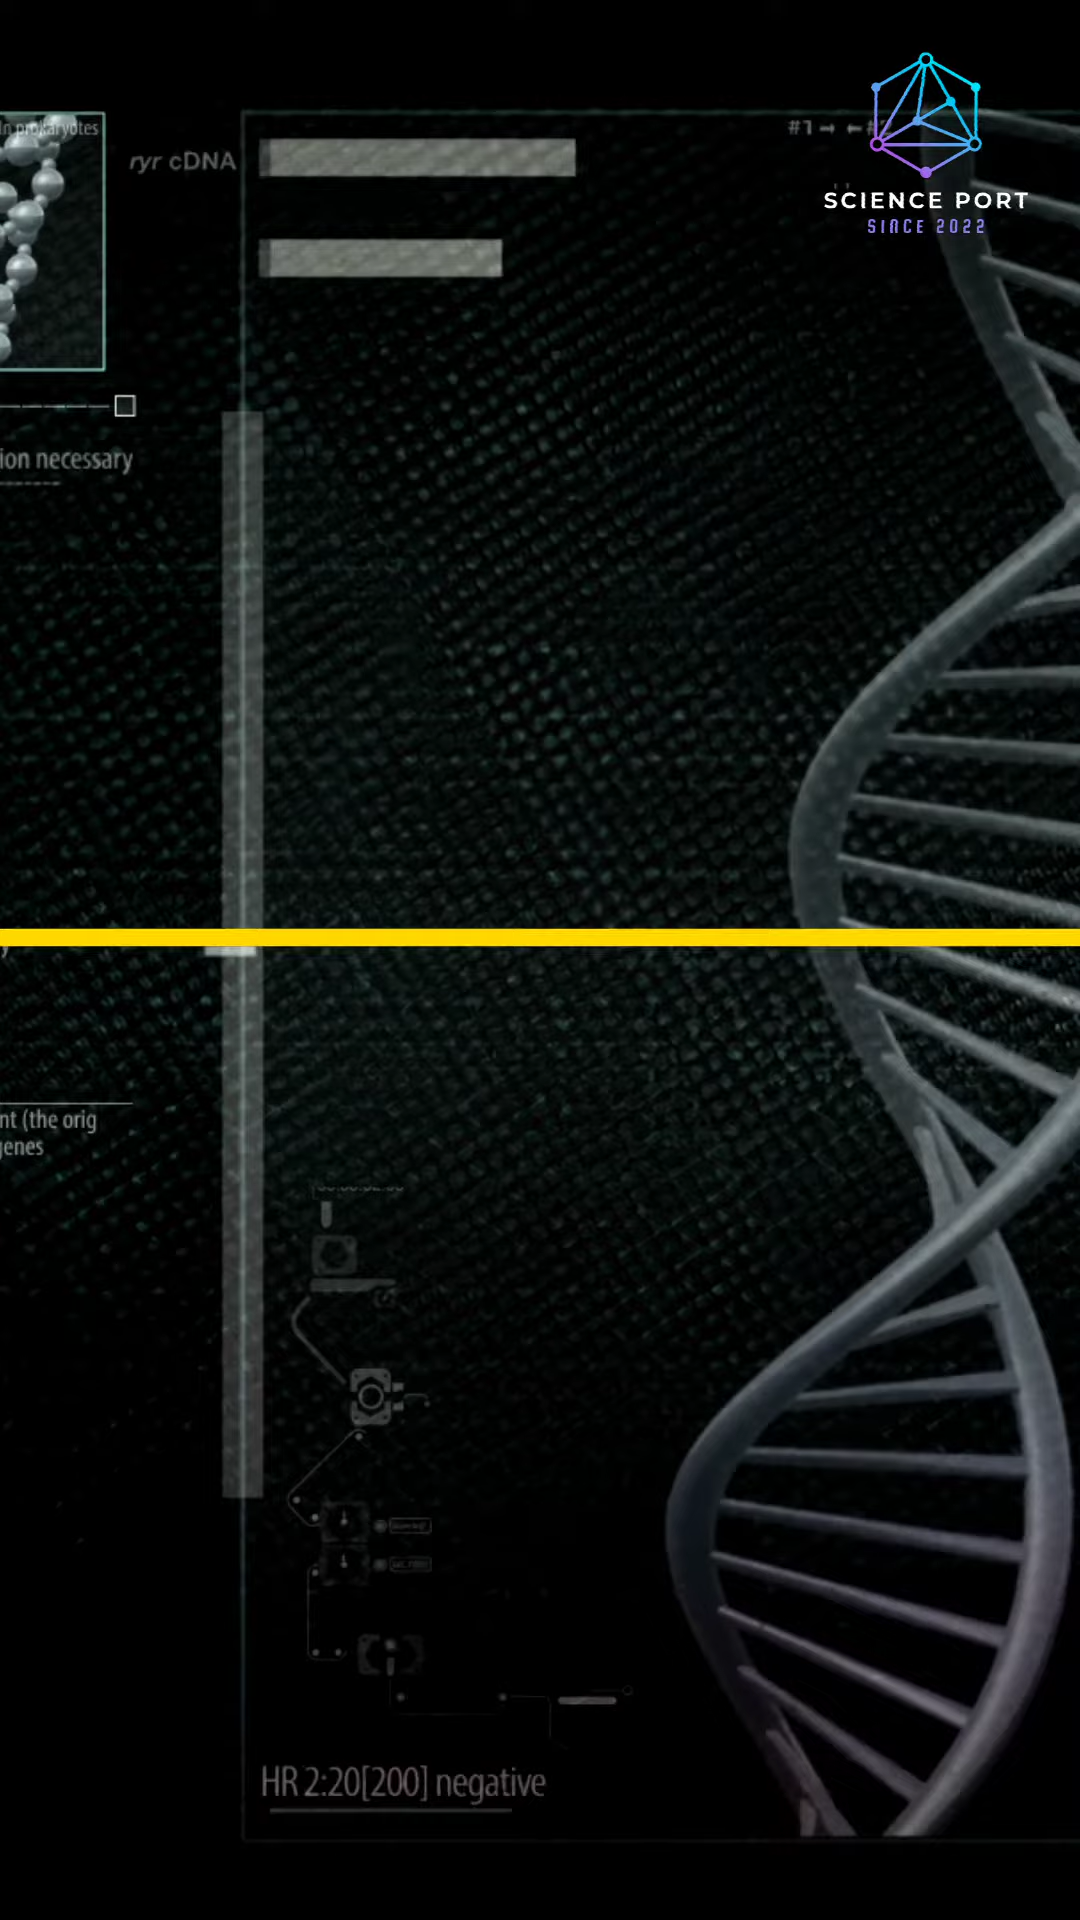 in prokaryotes
ryr cDNA
#1
SCIENCE PORT
SINCE 2022
ion necessary
nt (the orig
genes
HR 2:20[200] negative